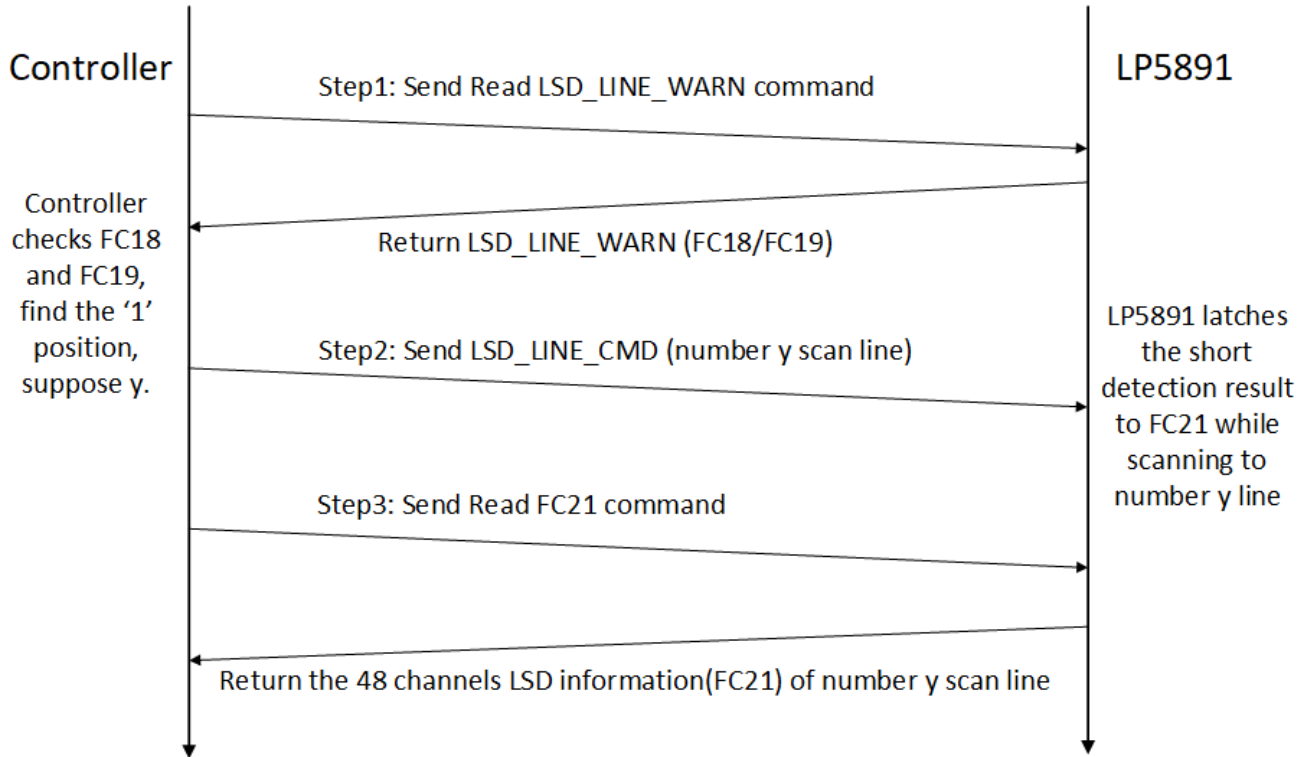 Controller
LP5891
Step1: Send Read LSD_LINE_WARN command
Controller
checks FC18
and FC19,
find the ‘1’
position,
suppose y.
Return LSD_LINE_WARN (FC18/FC19)
Step2: Send LSD_LINE_CMD (number y scan line)
LP5891 latches
the short
detection result
to FC21 while
scanning to
number y line
Step3: Send Read FC21 command
Return the 48 channels LSD information(FC21) of number y scan line